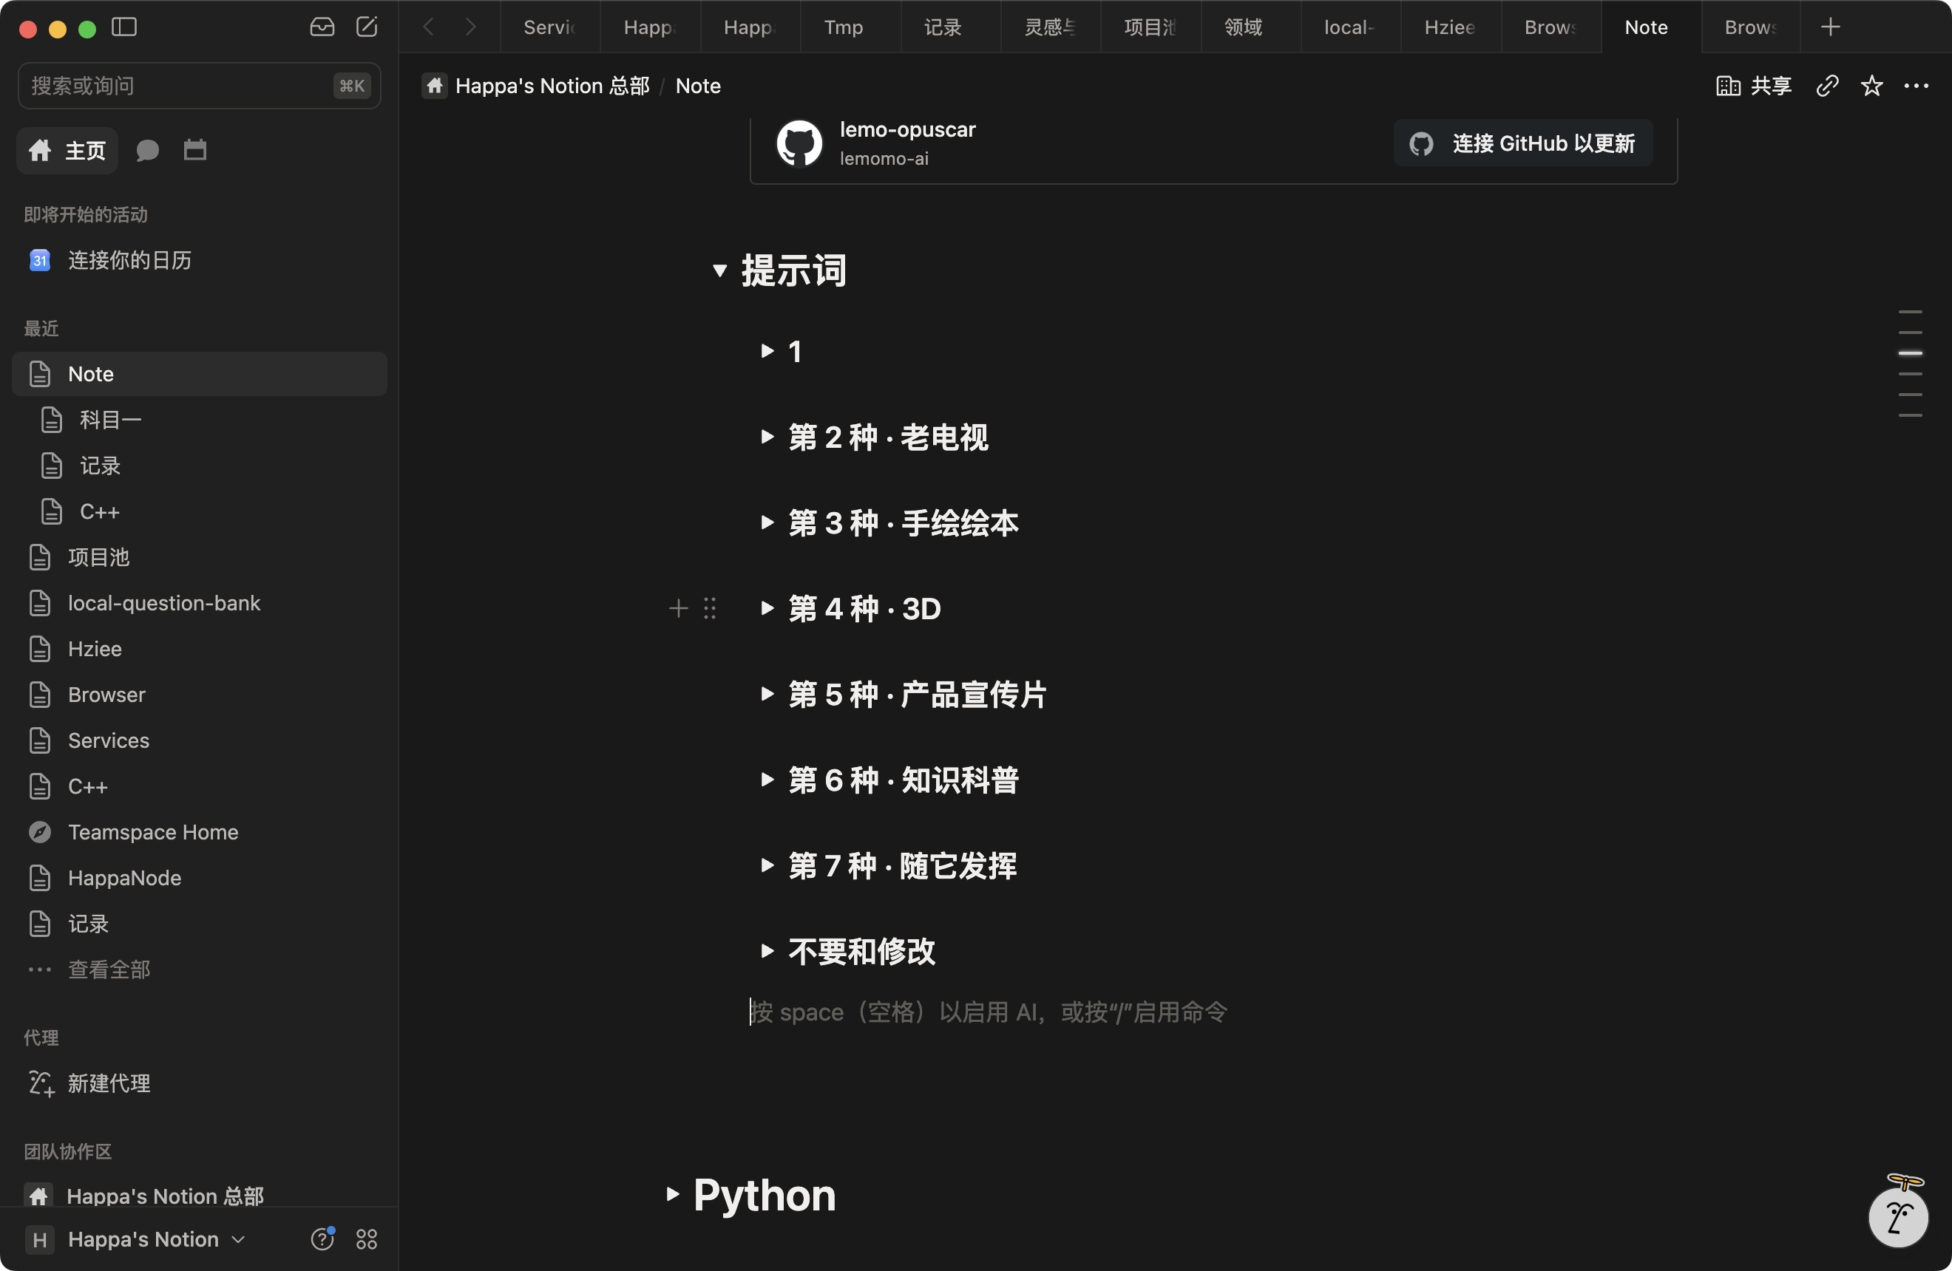 Servi
Happ
Happ
Tmp
记录
灵感与
项目池
领域
local-
Hziee
Brow
Note
Brow
搜索或询问
⌘K
Happa's Notion 总部 / Note
共享
主页
lemo-opuscar
lemomo-ai
连接 GitHub 以更新
即将开始的活动
31
连接你的日历
最近
Note
科目一
记录
C++
项目池
local-question-bank
Hziee
Browser
Services
C++
Teamspace Home
HappaNode
记录
查看全部
代理
新建代理
团队协作区
Happa's Notion 总部
H
Happa's Notion
提示词
1
第 2 种 · 老电视
第 3 种 · 手绘绘本
第 4 种 · 3D
第 5 种 · 产品宣传片
第 6 种 · 知识科普
第 7 种 · 随它发挥
不要和修改
按 space（空格）以启用 AI，或按“/”启用命令
Python